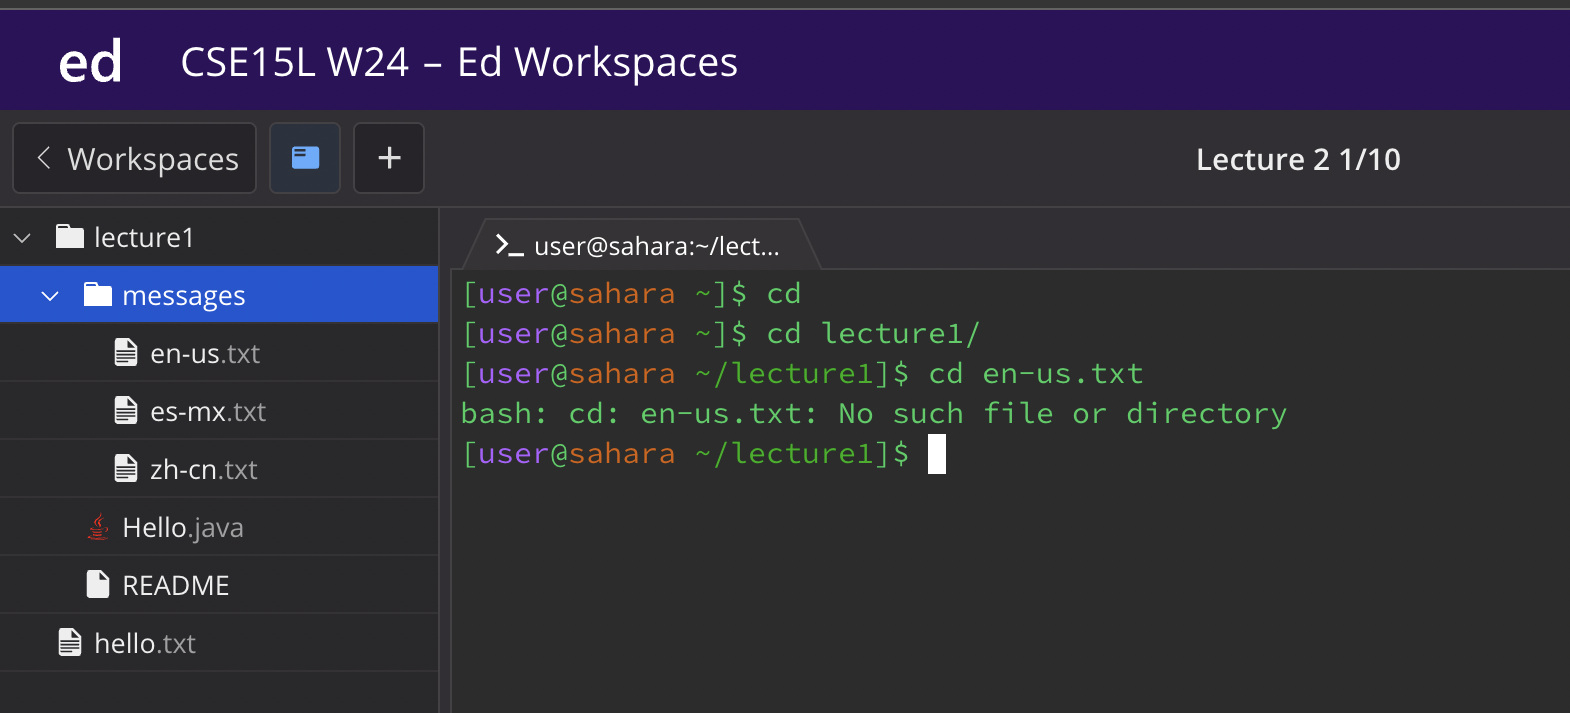 ed CSE15L W24 – Ed Workspaces
Workspaces + Lecture 2 1/10
lecture1
messages
en-us.txt
es-mx.txt
zh-cn.txt
Hello.java
README
hello.txt
>_ user@sahara:~/lect...
[user@sahara ~]$ cd
[user@sahara ~]$ cd lecture1/
[user@sahara ~/lecture1]$ cd en-us.txt
bash: cd: en-us.txt: No such file or directory
[user@sahara ~/lecture1]$